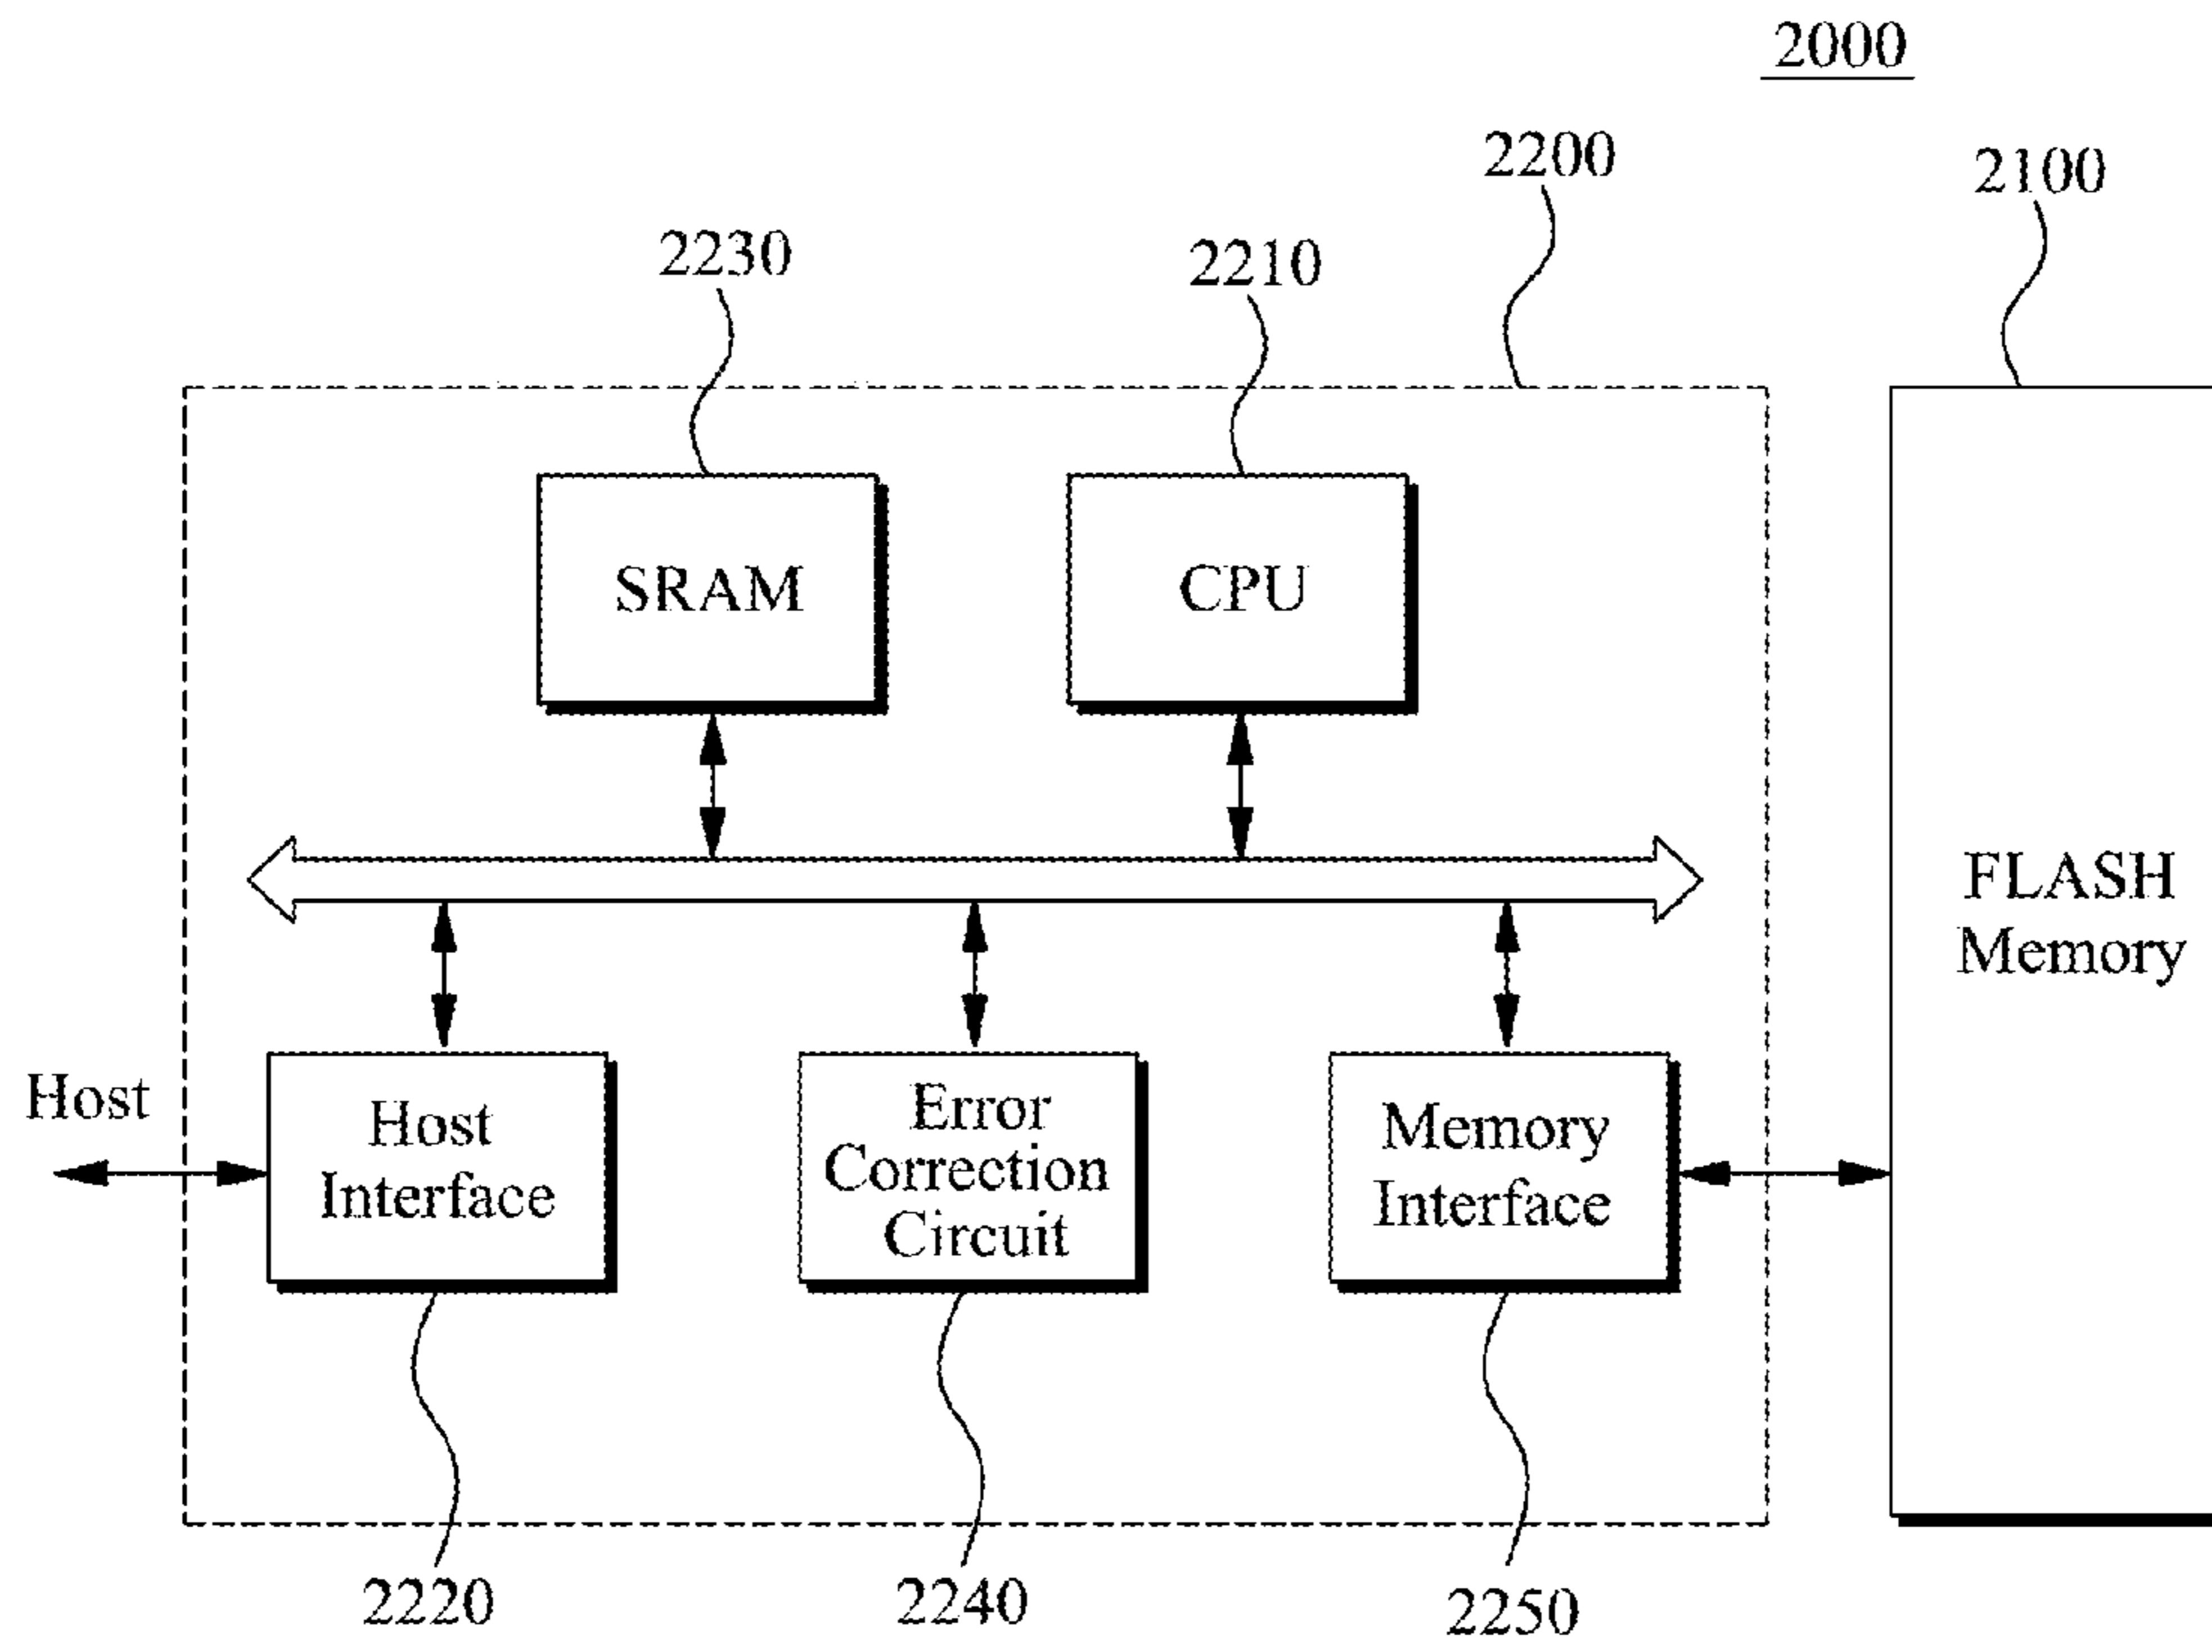 2000
2200
2100
2230
2210
SRAM
CPU
FLASH
Memory
Host
Host
Interface
Error
Correction
Circuit
Memory
Interface
2220
2240
2250